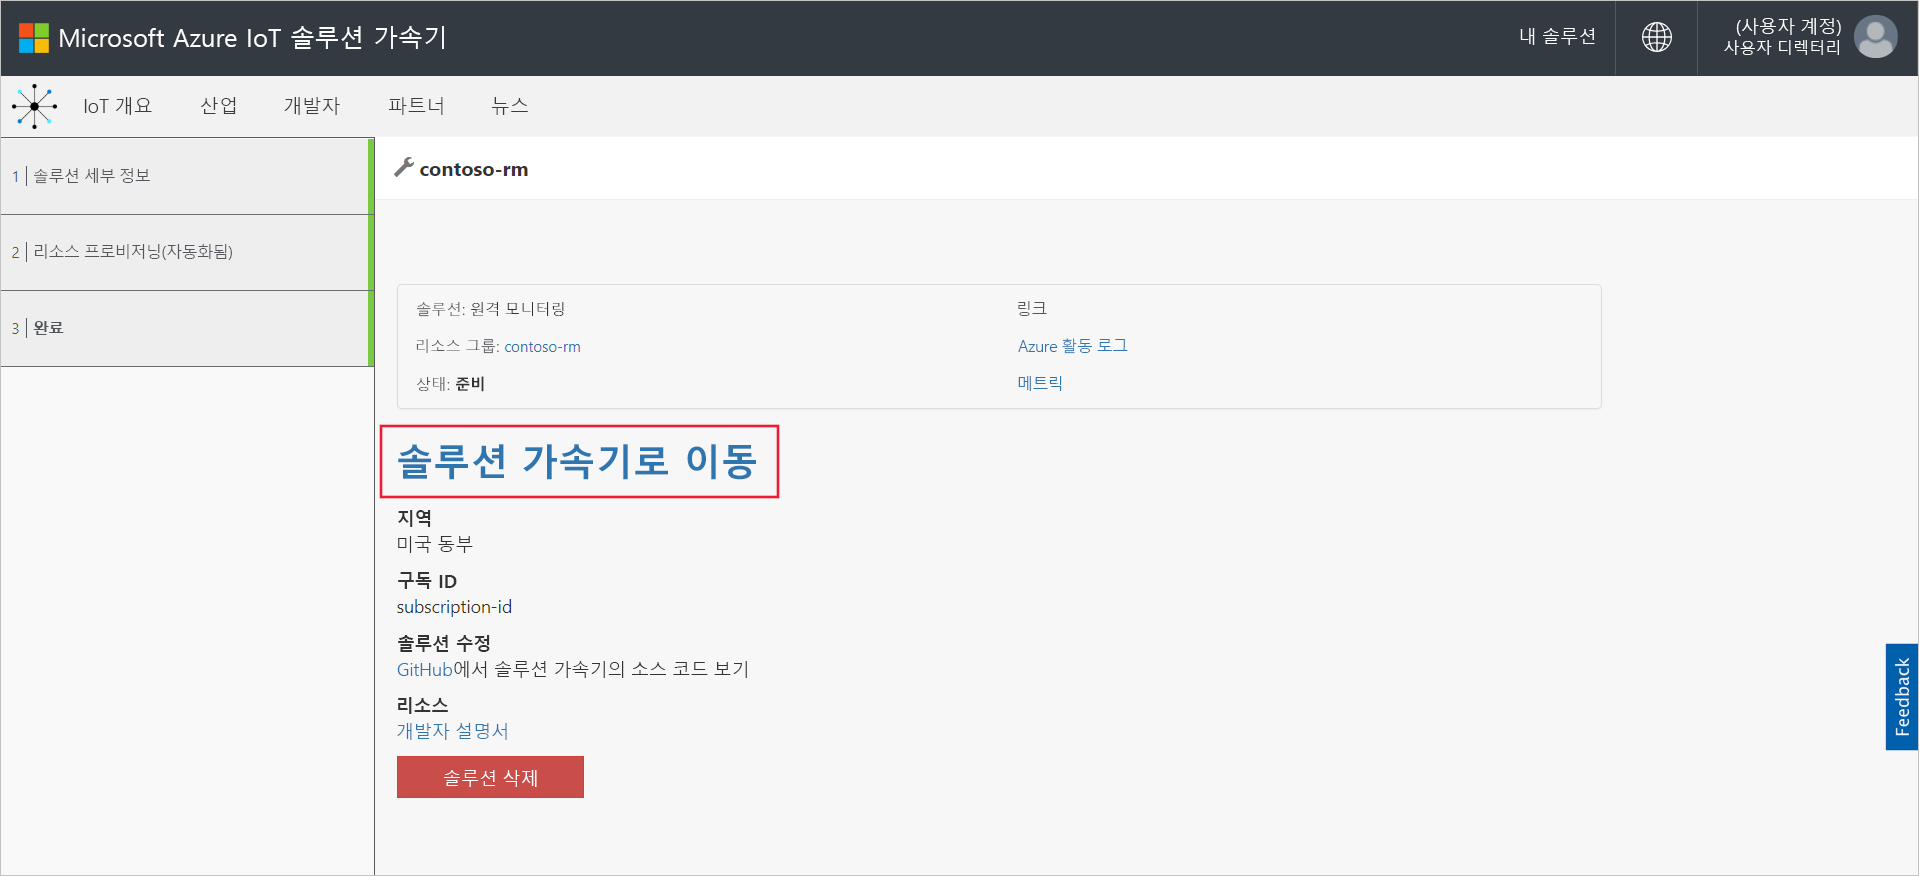 Microsoft Azure IoT 솔루션 가속기
내 솔루션
(사용자 계정)
사용자 디렉터리
IoT 개요
산업
개발자
파트너
뉴스
1 | 솔루션 세부 정보
2 | 리소스 프로비저닝(자동화됨)
3 | 완료
contoso-rm
솔루션: 원격 모니터링
리소스 그룹: contoso-rm
상태: 준비
링크
Azure 활동 로그
메트릭
솔루션 가속기로 이동
지역
미국 동부
구독 ID
subscription-id
솔루션 수정
GitHub에서 솔루션 가속기의 소스 코드 보기
리소스
개발자 설명서
솔루션 삭제
Feedback